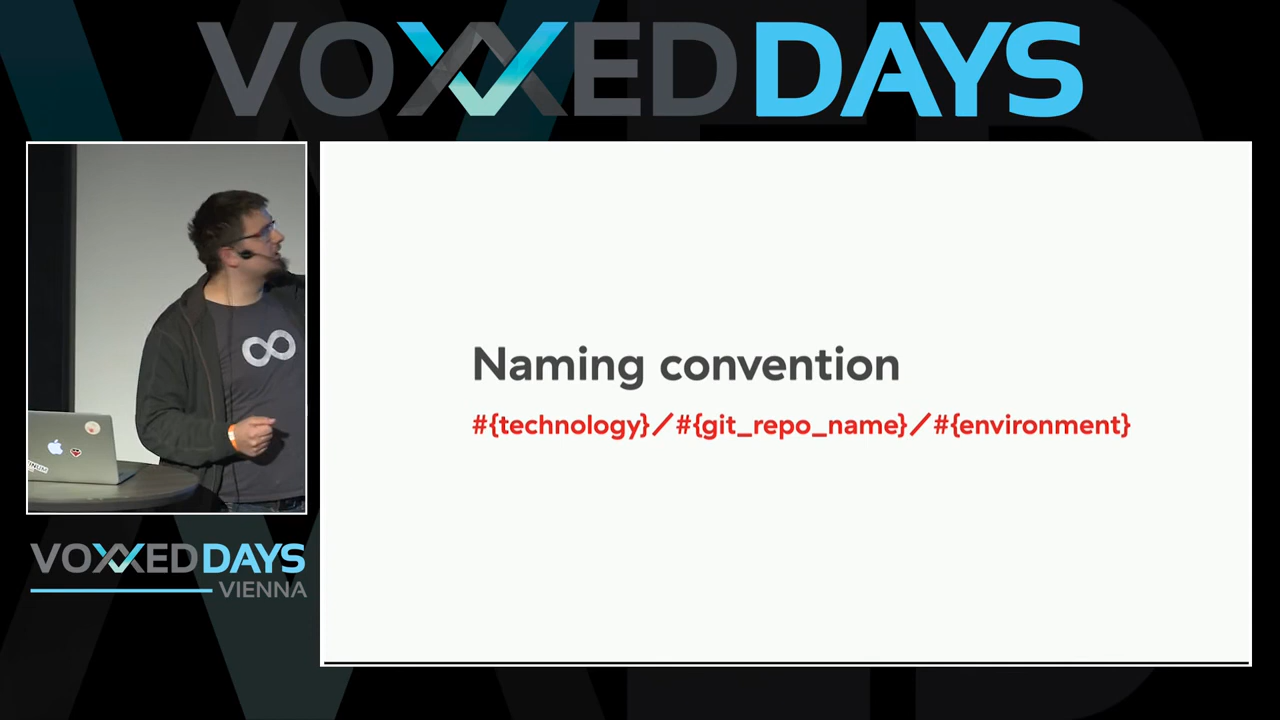 VOXXED DAYS
Naming convention
#{technology}/#{git_repo_name}/#{environment}
VOXXED DAYS
VIENNA